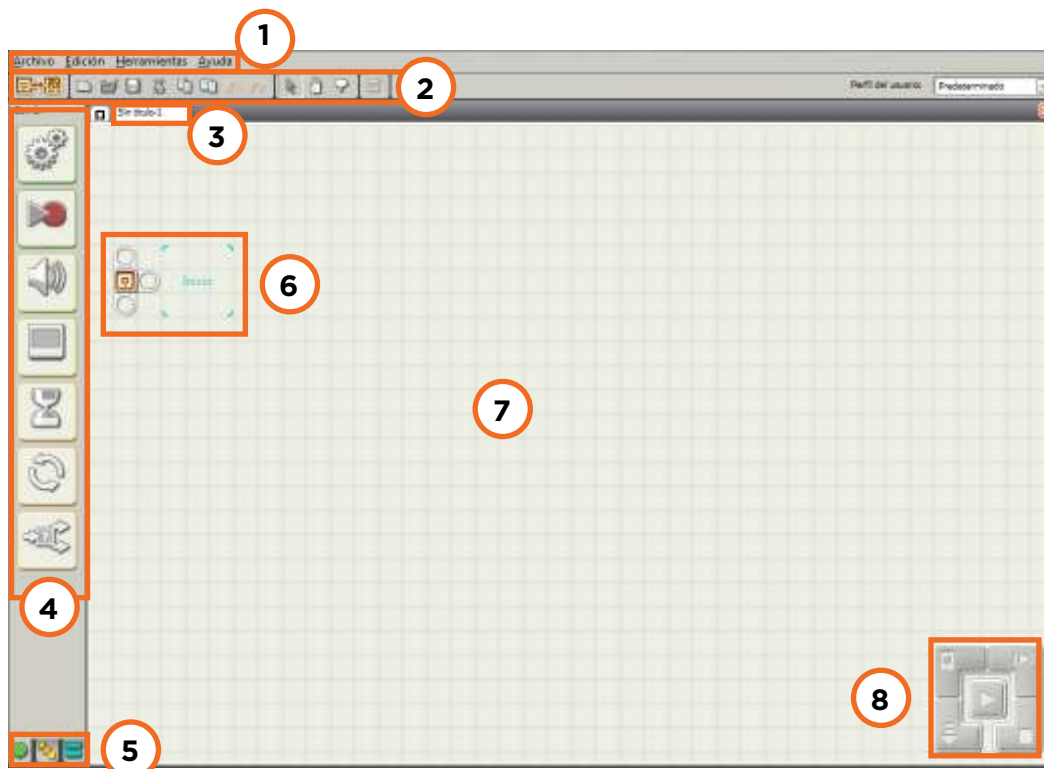 1
Archivo Edición Herramientas Ayuda
2
Perfil del usuario: Predeterminado
Sin título-1
3
6
Inicio
7
4
8
5